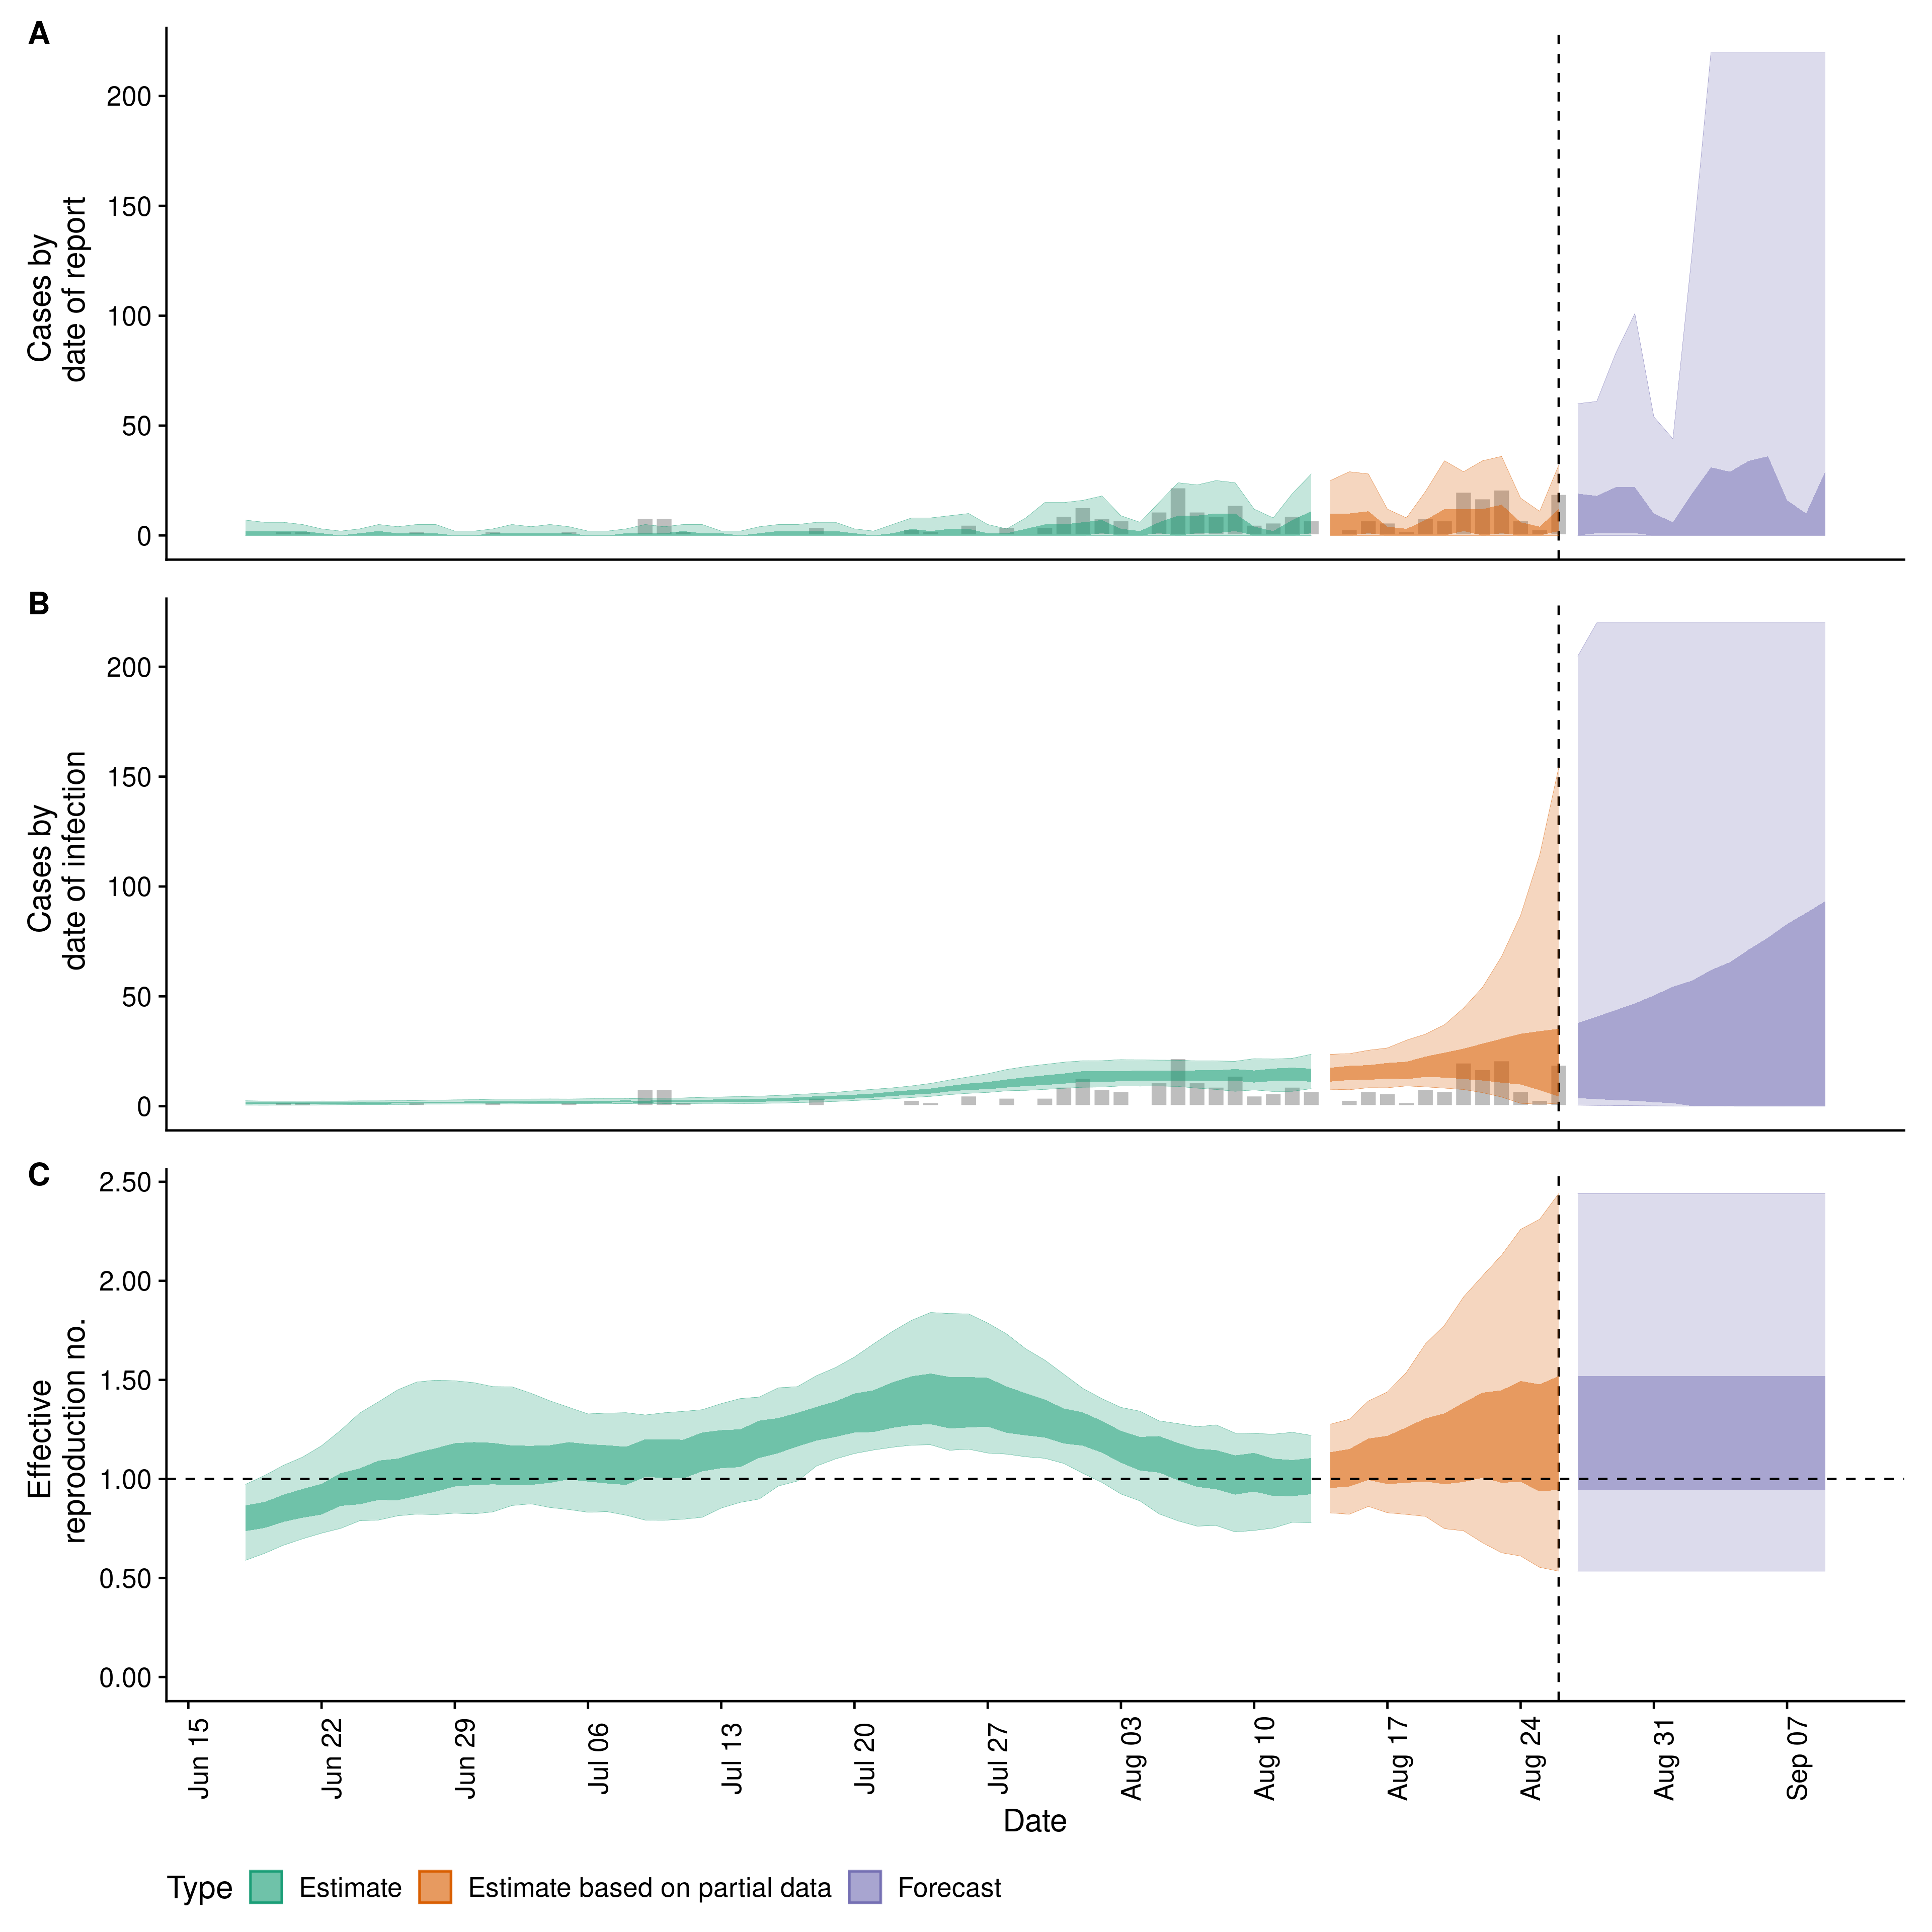 A
Cases by
date of report
200
150
100
50
0
B
Cases by
date of infection
200
150
100
50
0
C
Effective
reproduction no.
2.50
2.00
1.50
1.00
0.50
0.00
Jun 15
Jun 22
Jun 29
Jul 06
Jul 13
Jul 20
Jul 27
Aug 03
Aug 10
Aug 17
Aug 24
Aug 31
Sep 07
Date
Type Estimate Estimate based on partial data Forecast